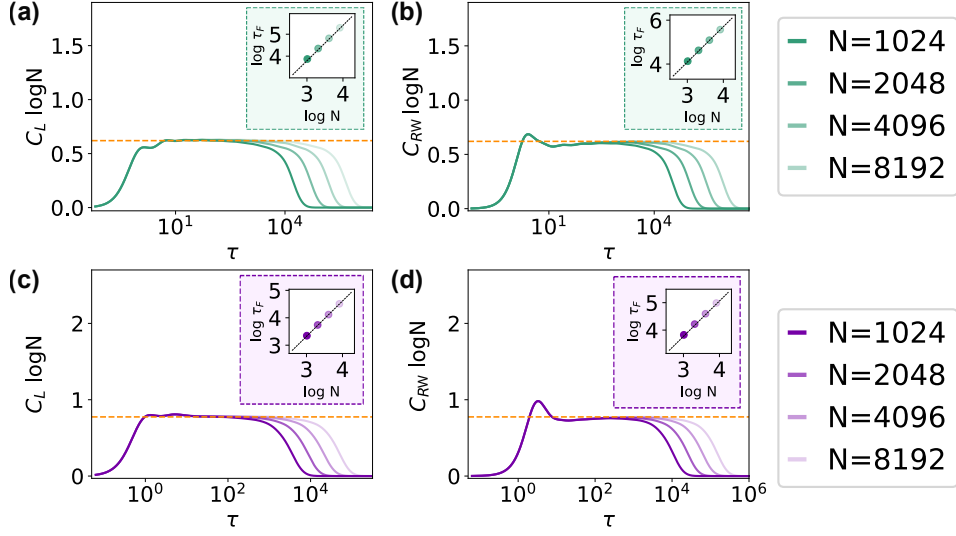 (a)
C_L logN
1.5
1.0
0.5
0.0
10^1
10^4
τ
log τ_F
5
4
3
4
log N
(b)
C_RW logN
1.5
1.0
0.5
0.0
10^1
10^4
τ
log τ_F
6
4
3
4
log N
N=1024
N=2048
N=4096
N=8192
(c)
C_L logN
2
1
0
10^0
10^2
10^4
τ
log τ_F
5
4
3
3
4
log N
(d)
C_RW logN
2
1
0
10^0
10^2
10^4
10^6
τ
log τ_F
5
4
3
4
log N
N=1024
N=2048
N=4096
N=8192